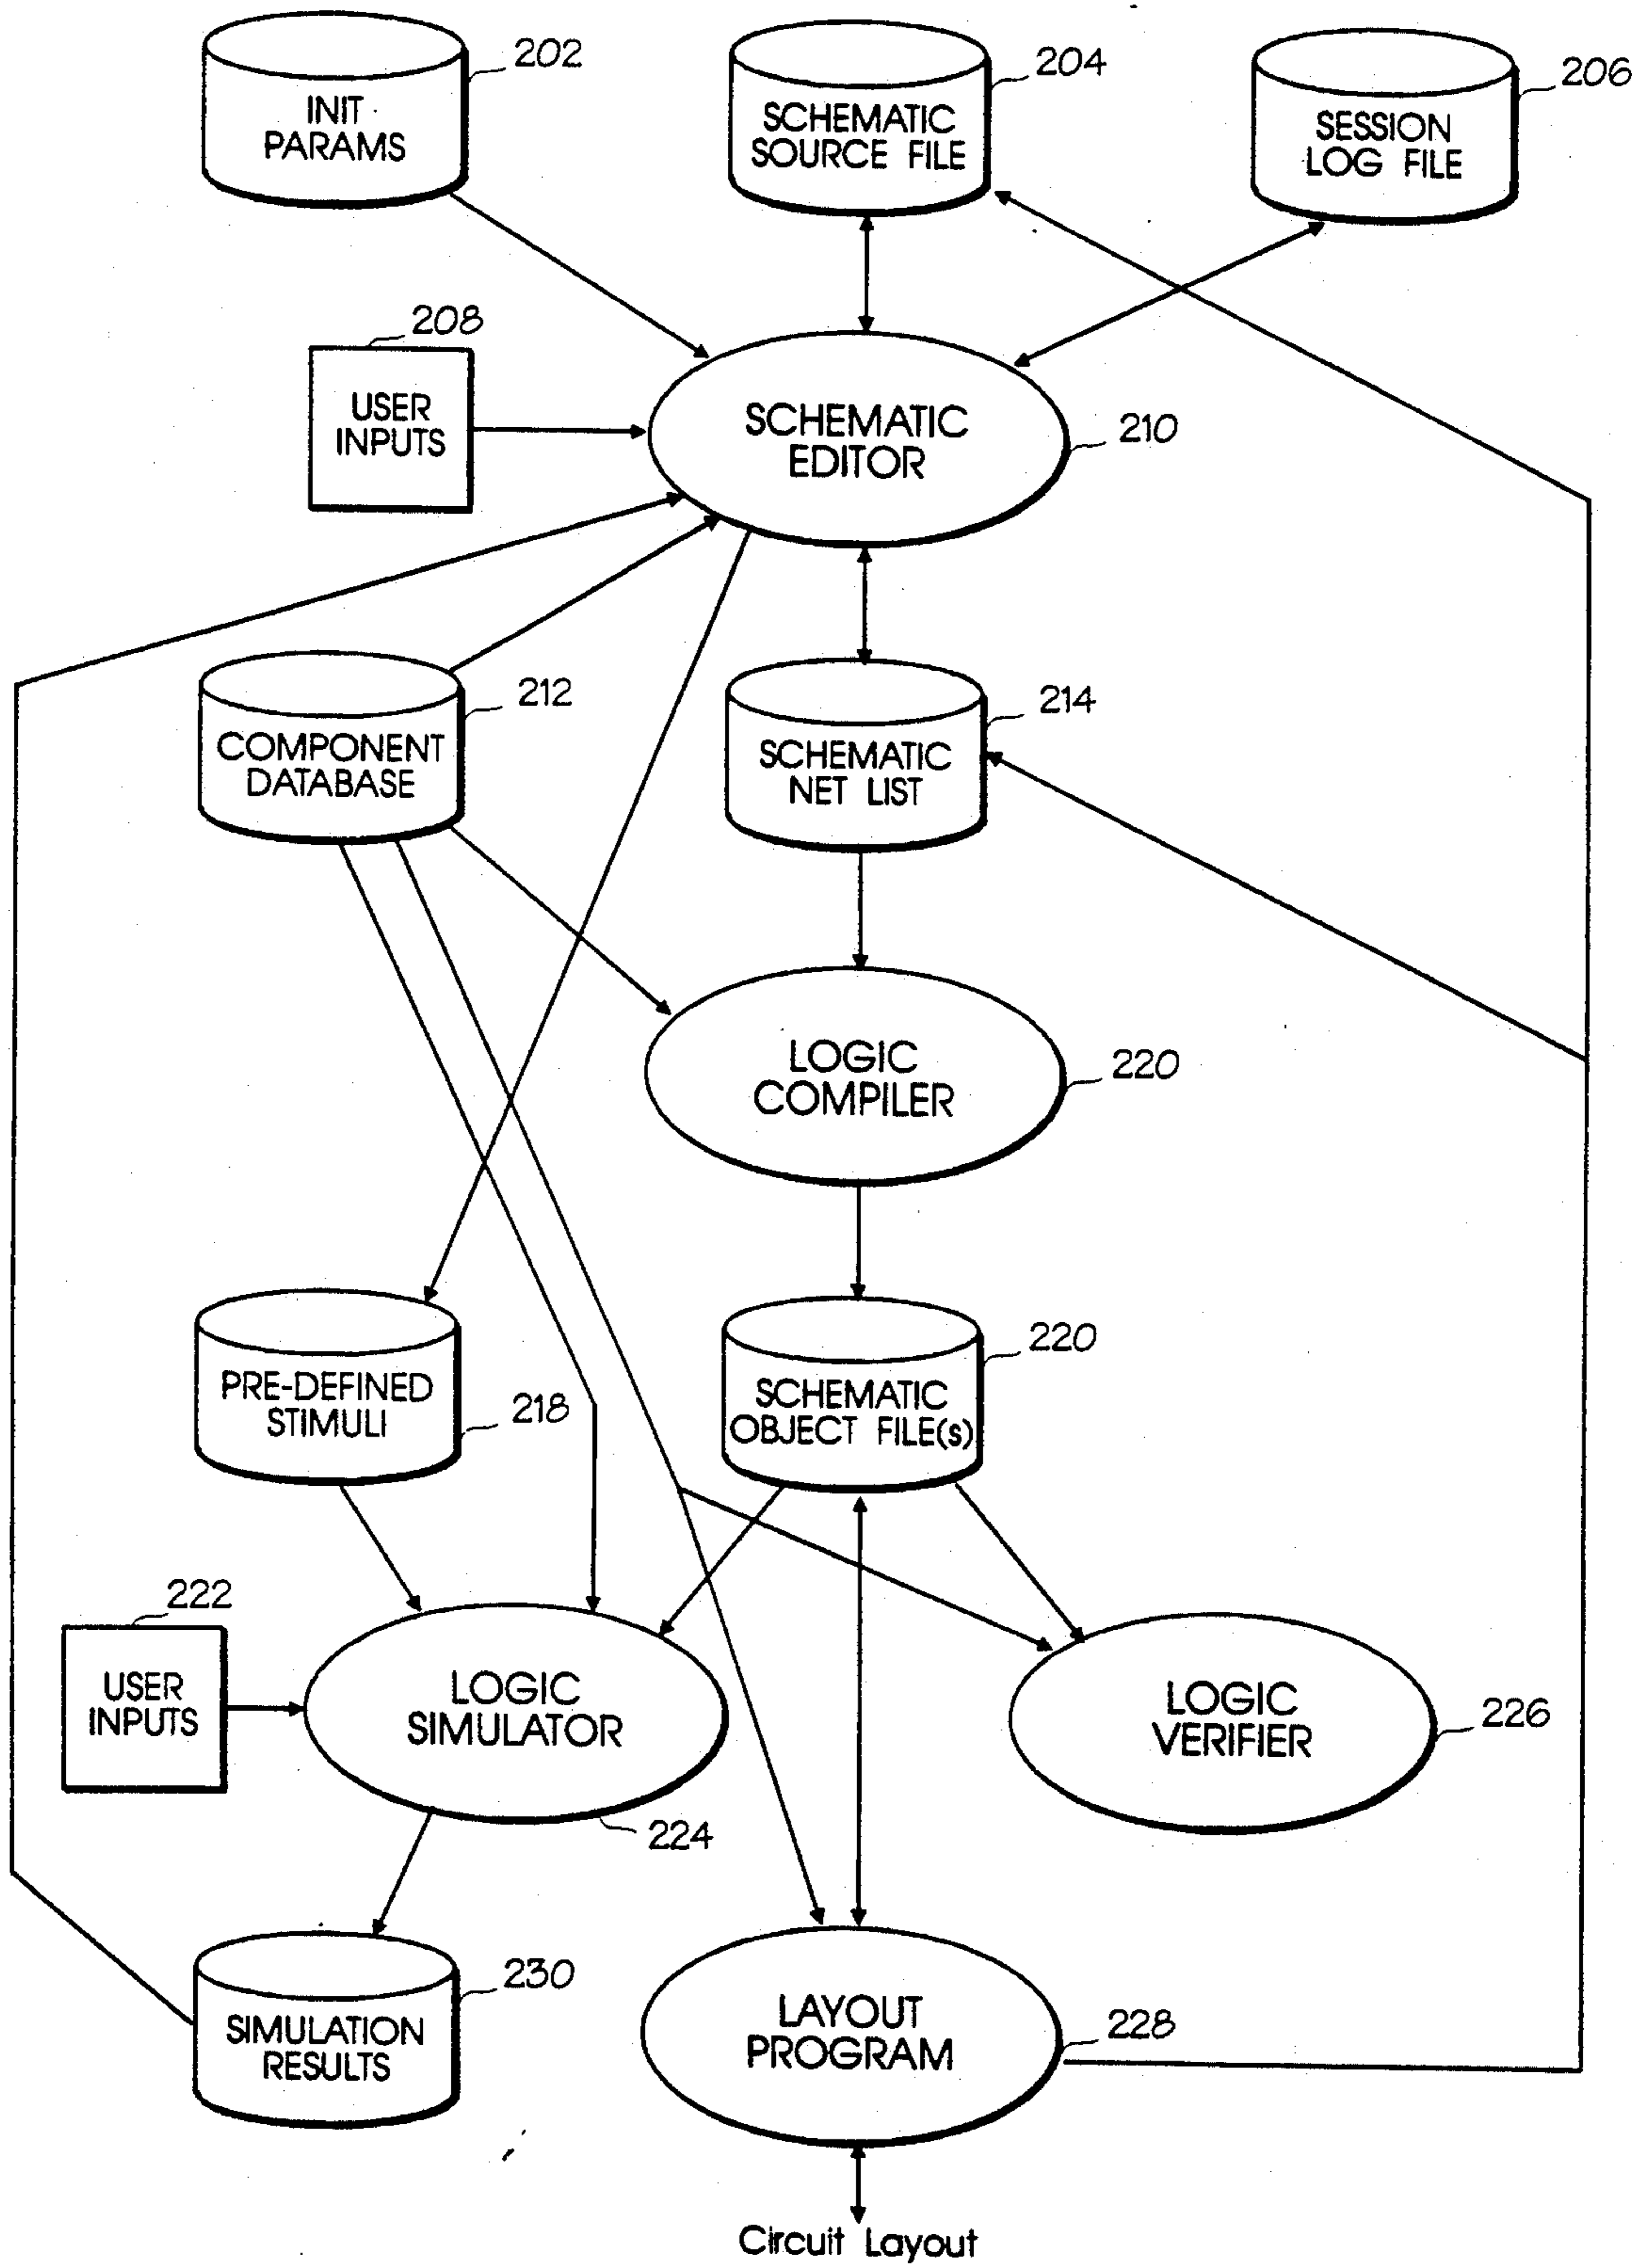 202
INIT
PARAMS
204
SCHEMATIC
SOURCE FILE
206
SESSION
LOG FILE
208
USER
INPUTS
SCHEMATIC
EDITOR
210
212
COMPONENT
DATABASE
214
SCHEMATIC
NET LIST
LOGIC
COMPILER
220
PRE-DEFINED
STIMULI
218
220
SCHEMATIC
OBJECT FILE(s)
222
USER
INPUTS
LOGIC
SIMULATOR
224
LOGIC
VERIFIER
226
230
SIMULATION
RESULTS
LAYOUT
PROGRAM
228
Circuit Layout